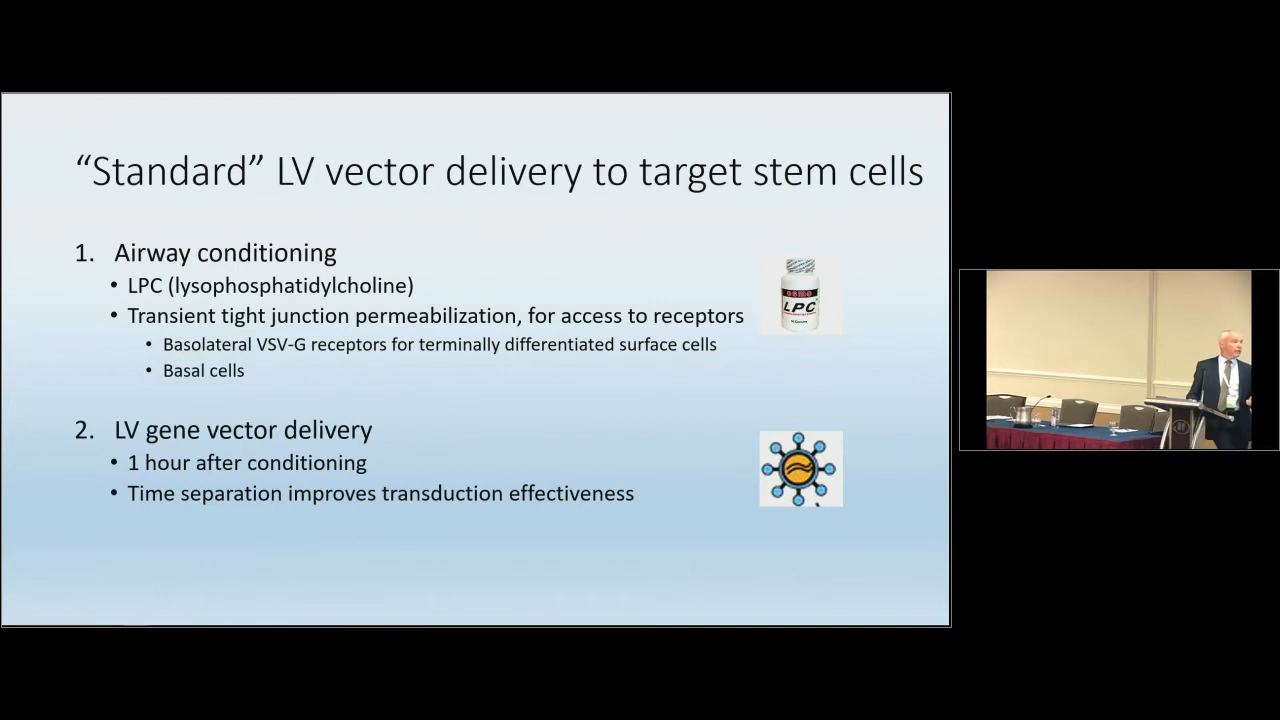 “Standard” LV vector delivery to target stem cells
1. Airway conditioning
• LPC (lysophosphatidylcholine)
• Transient tight junction permeabilization, for access to receptors
• Basolateral VSV-G receptors for terminally differentiated surface cells
• Basal cells
LPC
2. LV gene vector delivery
• 1 hour after conditioning
• Time separation improves transduction effectiveness